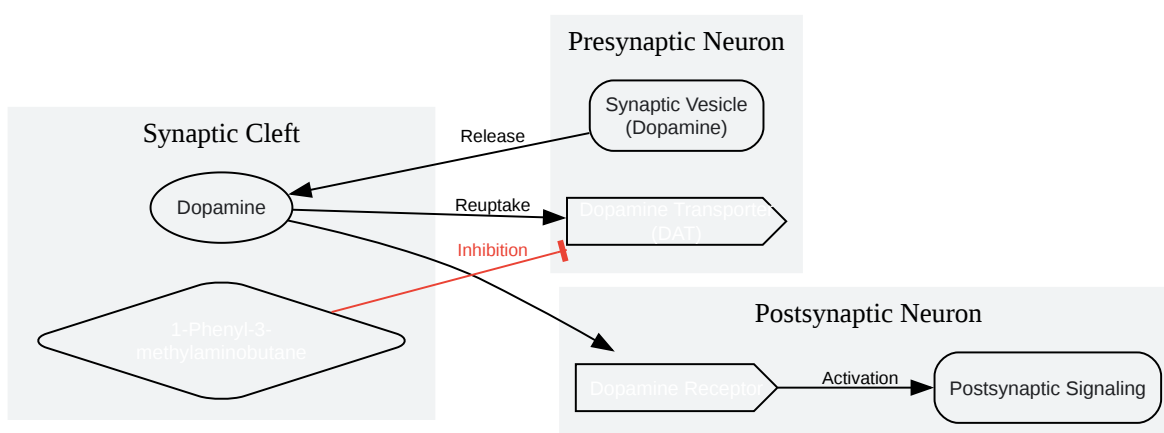 Presynaptic Neuron
Synaptic Vesicle
(Dopamine)
Synaptic Cleft
Release
Dopamine
Reuptake
Dopamine Transporter
(DAT)
Inhibition
1-Phenyl-3-
methylaminobutane
Postsynaptic Neuron
Dopamine Receptor
Activation
Postsynaptic Signaling